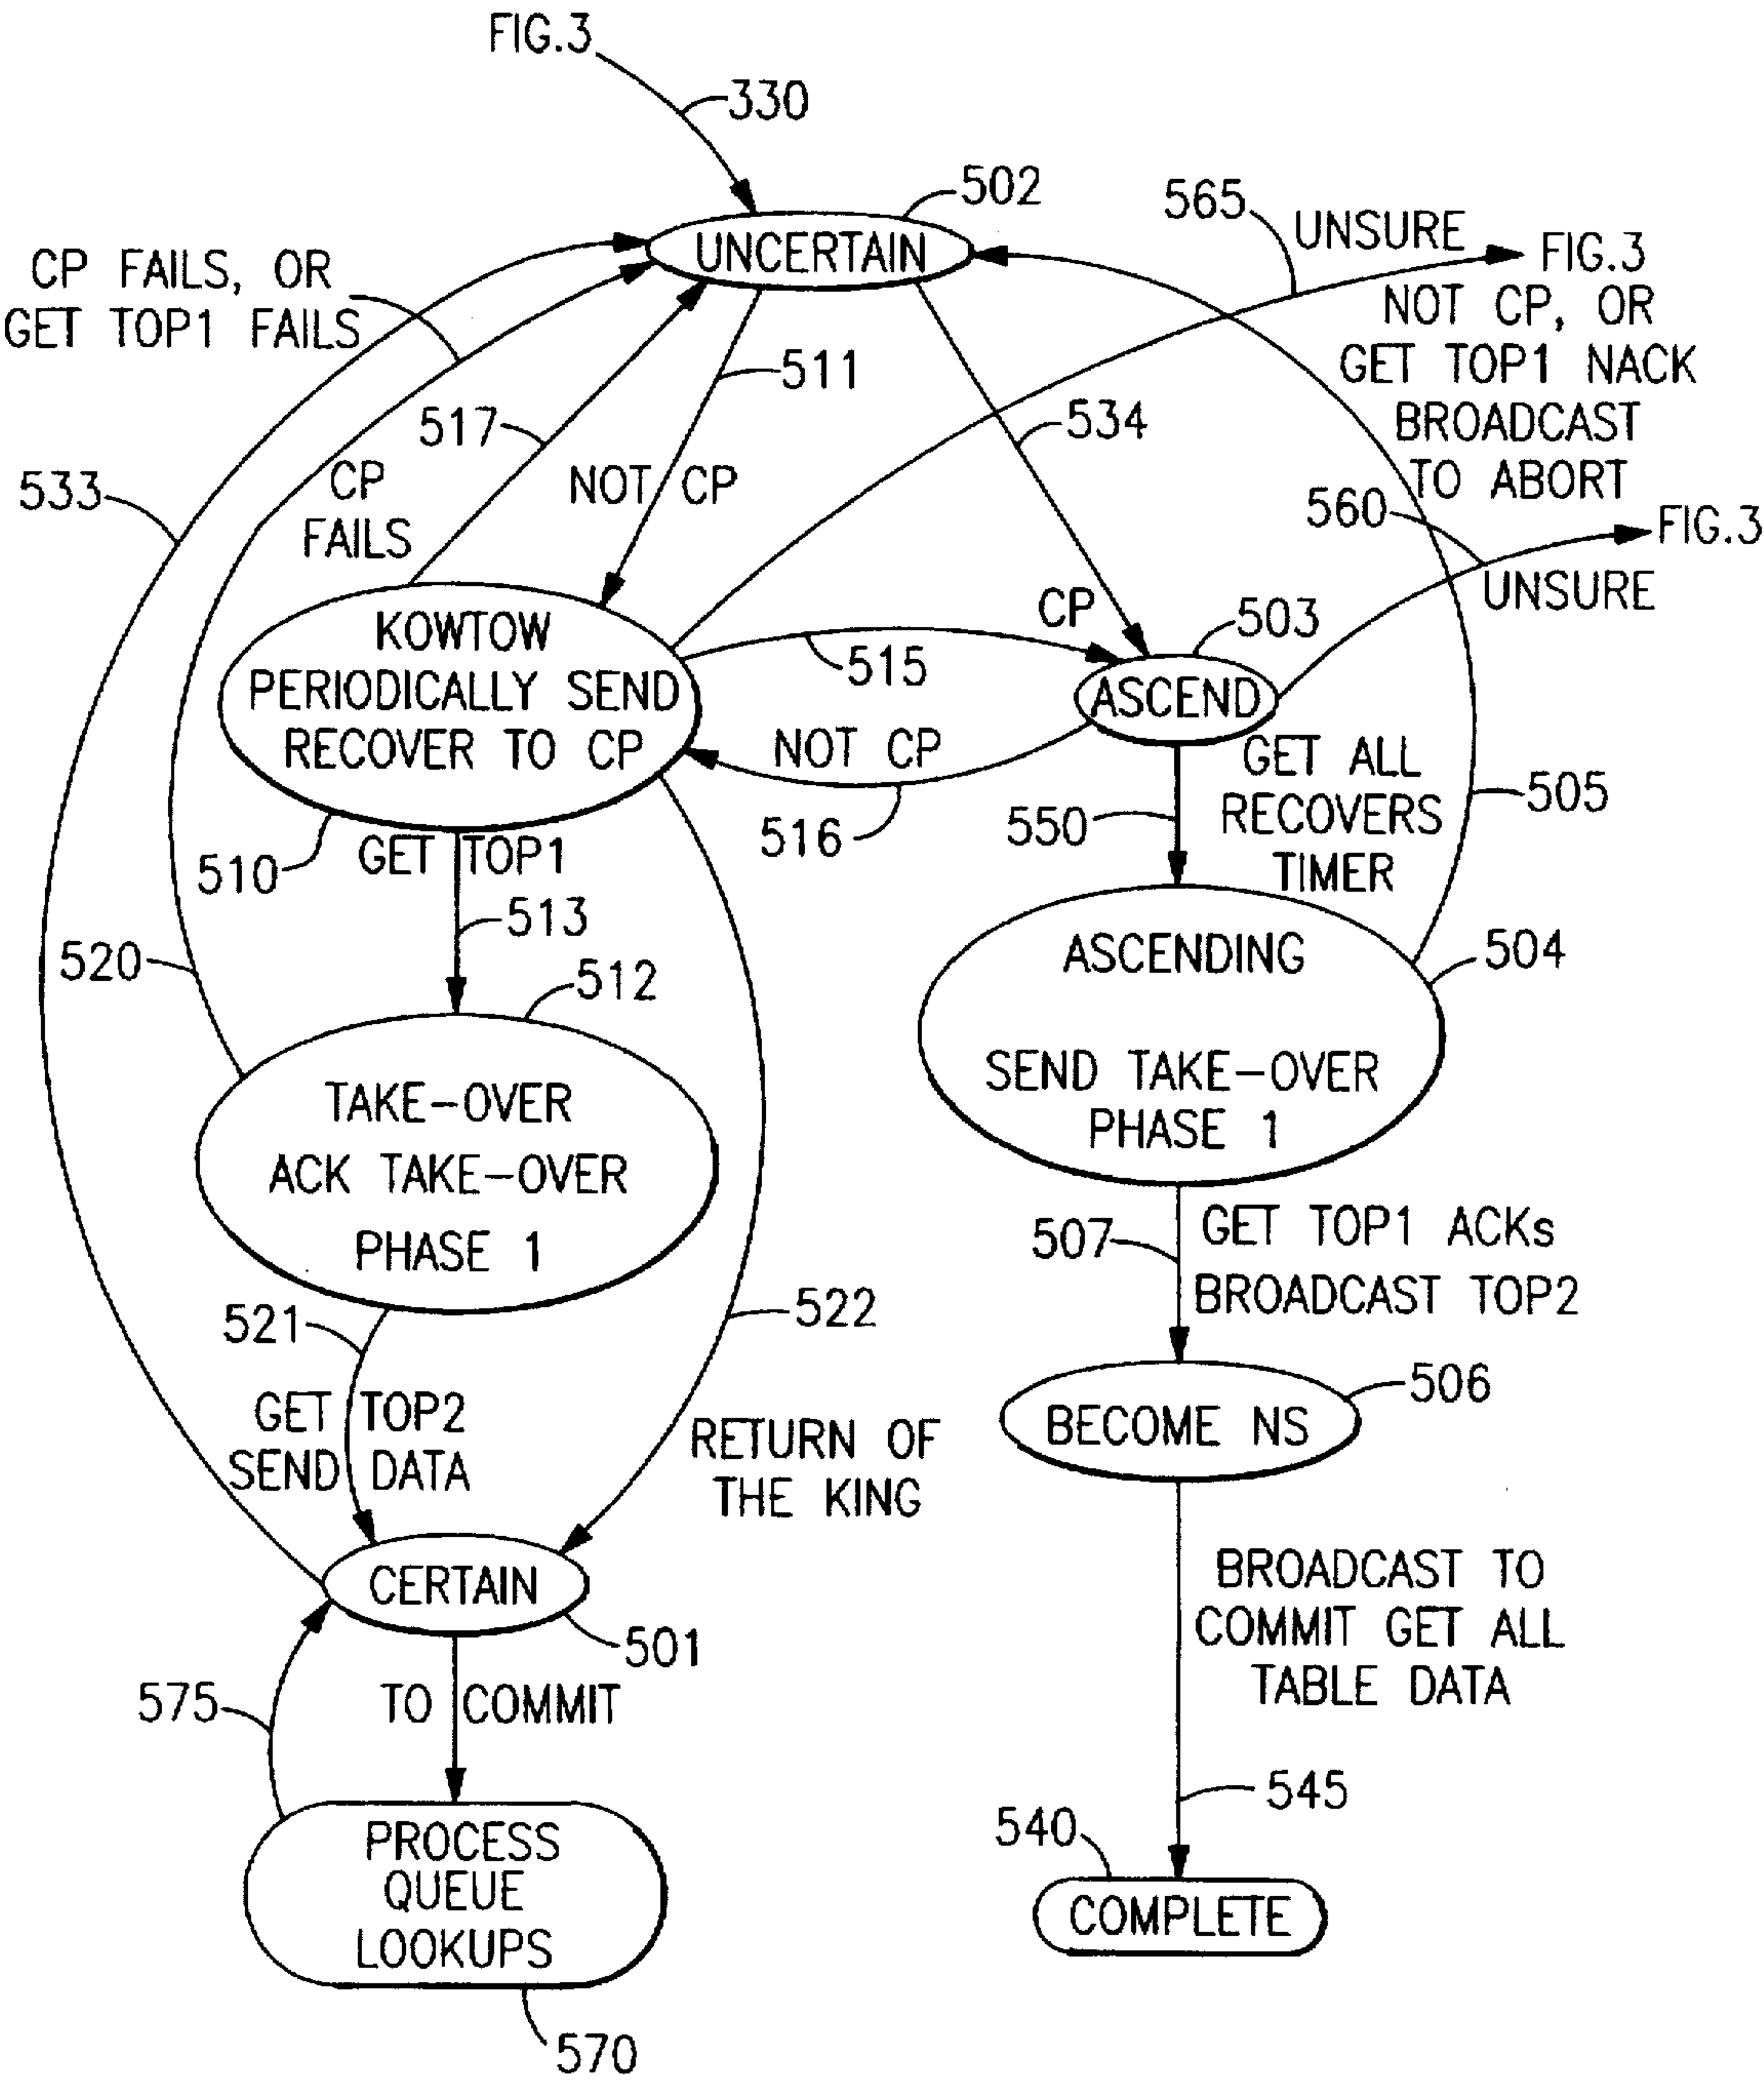 FIG.3
330
502
UNCERTAIN
565
UNSURE
FIG.3
CP FAILS, OR
GET TOP1 FAILS
NOT CP, OR
GET TOP1 NACK
BROADCAST
TO ABORT
511
517
534
533
CP
FAILS
NOT CP
560
FIG.3
UNSURE
KOWTOW
PERIODICALLY SEND
RECOVER TO CP
CP
503
515
ASCEND
NOT CP
516
510
GET TOP1
550
GET ALL
RECOVERS
TIMER
505
513
520
512
ASCENDING
SEND TAKE-OVER
PHASE 1
504
TAKE-OVER
ACK TAKE-OVER
PHASE 1
507
GET TOP1 ACKs
BROADCAST TOP2
521
522
GET TOP2
SEND DATA
RETURN OF
THE KING
506
BECOME NS
CERTAIN
501
BROADCAST TO
COMMIT GET ALL
TABLE DATA
575
TO COMMIT
545
540
PROCESS
QUEUE
LOOKUPS
COMPLETE
570